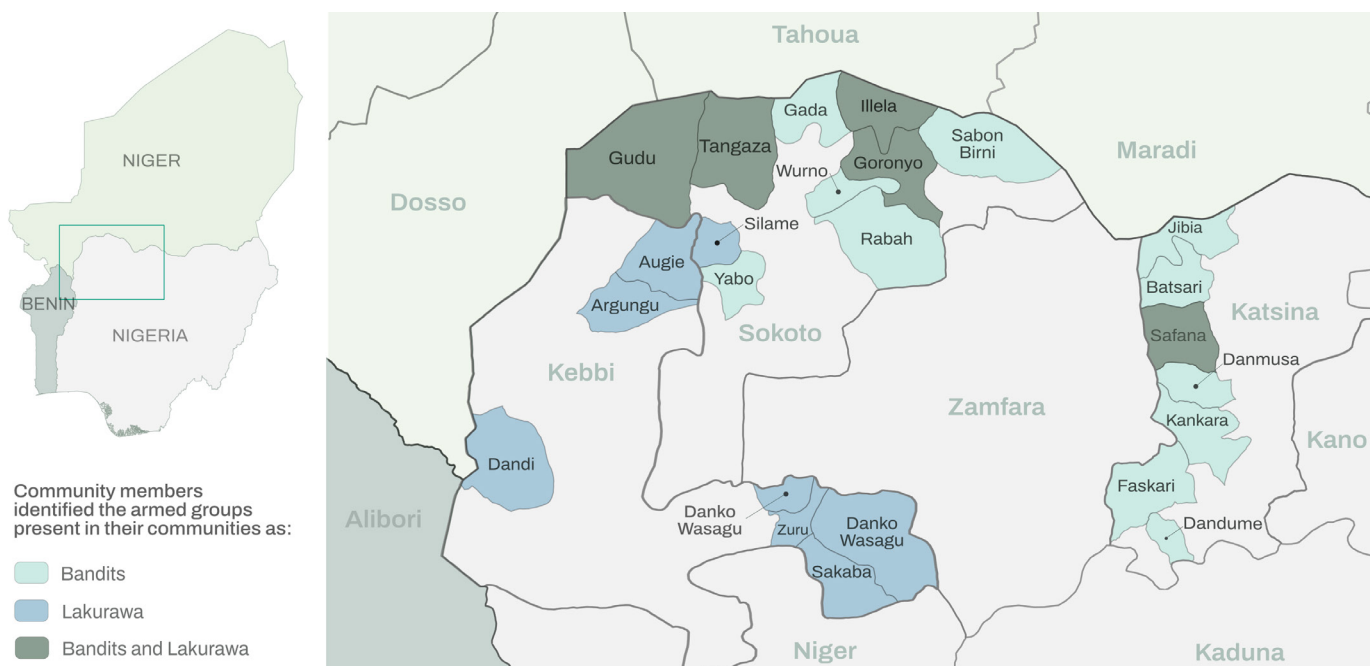 NIGER
BENIN
NIGERIA
Community members
identified the armed groups
present in their communities as:
Bandits
Lakurawa
Bandits and Lakurawa
Tahoua
Gada
Illela
Sabon
Birni
Maradi
Gudu
Tangaza
Wurno
Goronyo
Dosso
Silame
Rabah
Jibia
Augie
Yabo
Batsari
Argungu
Sokoto
Katsina
Safana
Kebbi
Danmusa
Zamfara
Kankara
Kano
Dandi
Faskari
Alibori
Danko
Wasagu
Zuru
Danko
Wasagu
Dandume
Sakaba
Niger
Kaduna